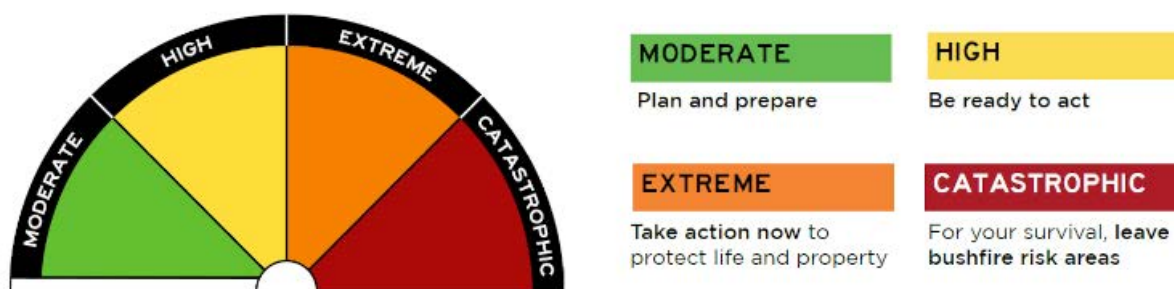 MODERATE
HIGH
EXTREME
CATASTROPHIC
MODERATE
Plan and prepare
HIGH
Be ready to act
EXTREME
Take action now to
protect life and property
CATASTROPHIC
For your survival, leave
bushfire risk areas